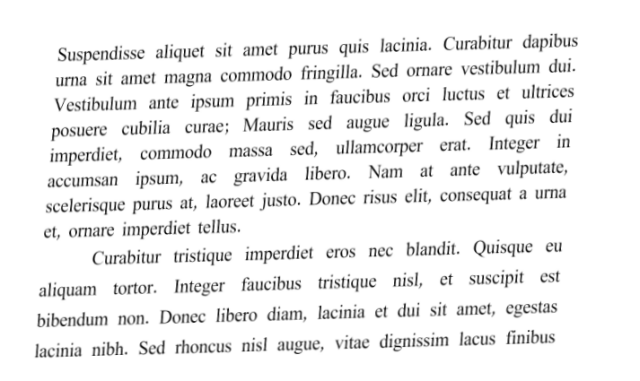 Suspendisse aliquet sit amet purus quis lacinia. Curabitur dapibus
urna sit amet magna commodo fringilla. Sed ornare vestibulum dui.
Vestibulum ante ipsum primis in faucibus orci luctus et ultrices
posuere cubilia curae; Mauris sed augue ligula. Sed quis dui
imperdiet, commodo massa sed, ullamcorper erat. Integer in
accumsan ipsum, ac gravida libero. Nam at ante vulputate,
scelerisque purus at, laoreet justo. Donec risus elit, consequat a urna
et, ornare imperdiet tellus.
Curabitur tristique imperdiet eros nec blandit. Quisque eu
aliquam tortor. Integer faucibus tristique nisl, et suscipit est
bibendum non. Donec libero diam, lacinia et dui sit amet, egestas
lacinia nibh. Sed rhoncus nisl augue, vitae dignissim lacus finibus